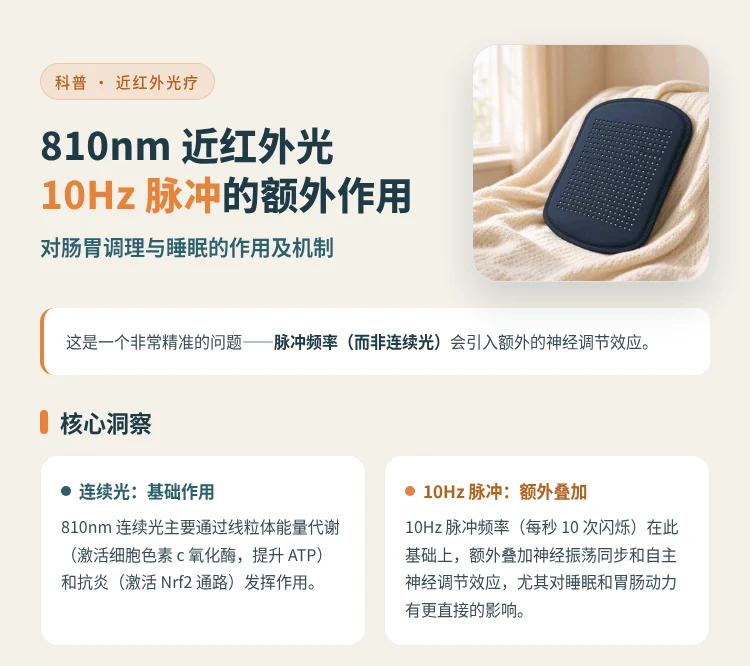 科普 · 近红外光疗
810nm 近红外光
10Hz 脉冲的额外作用
对肠胃调理与睡眠的作用及机制
这是一个非常精准的问题——脉冲频率（而非连续光）会引入额外的神经调节效应。
核心洞察
连续光：基础作用
810nm 连续光主要通过线粒体能量代谢
（激活细胞色素 c 氧化酶，提升 ATP）
和抗炎（激活 Nrf2 通路）发挥作用。
10Hz 脉冲：额外叠加
10Hz 脉冲频率（每秒 10 次闪烁）在此
基础上，额外叠加神经振荡同步和自主
神经调节效应，尤其对睡眠和胃肠动力
有更直接的影响。